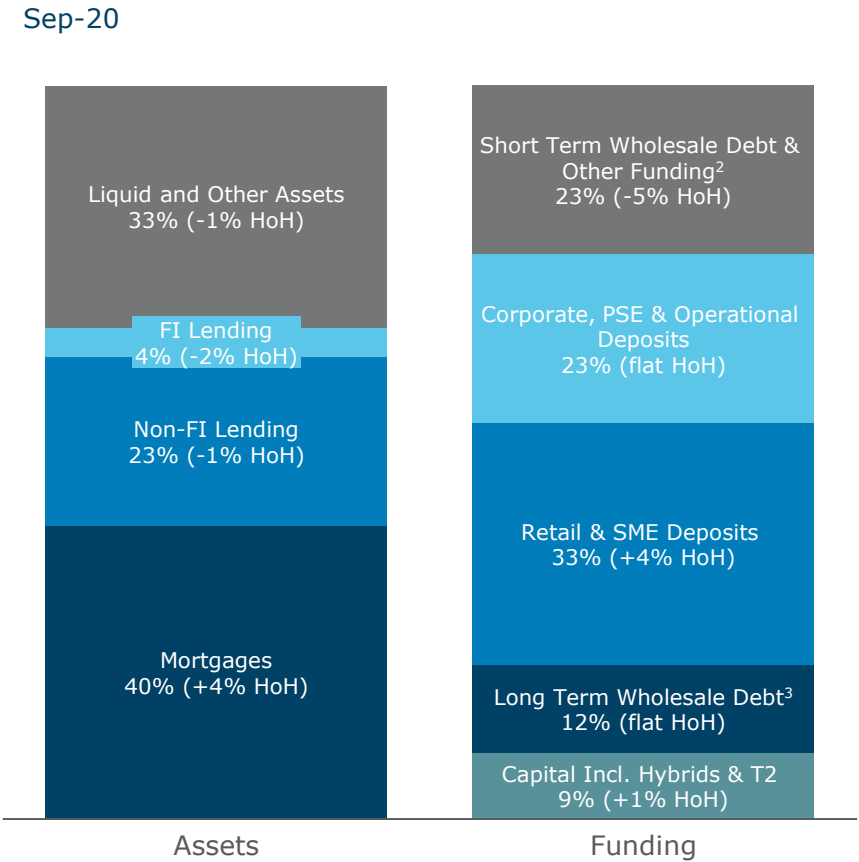 Sep-20
Liquid and Other Assets
33% (-1% HoH)
FI Lending
4% (-2% HoH)
Non-FI Lending
23% (-1% HoH)
Mortgages
40% (+4% HoH)
Assets
Short Term Wholesale Debt &
Other Funding²
23% (-5% HoH)
Corporate, PSE & Operational
Deposits
23% (flat HoH)
Retail & SME Deposits
33% (+4% HoH)
Long Term Wholesale Debt³
12% (flat HoH)
Capital Incl. Hybrids & T2
9% (+1% HoH)
Funding